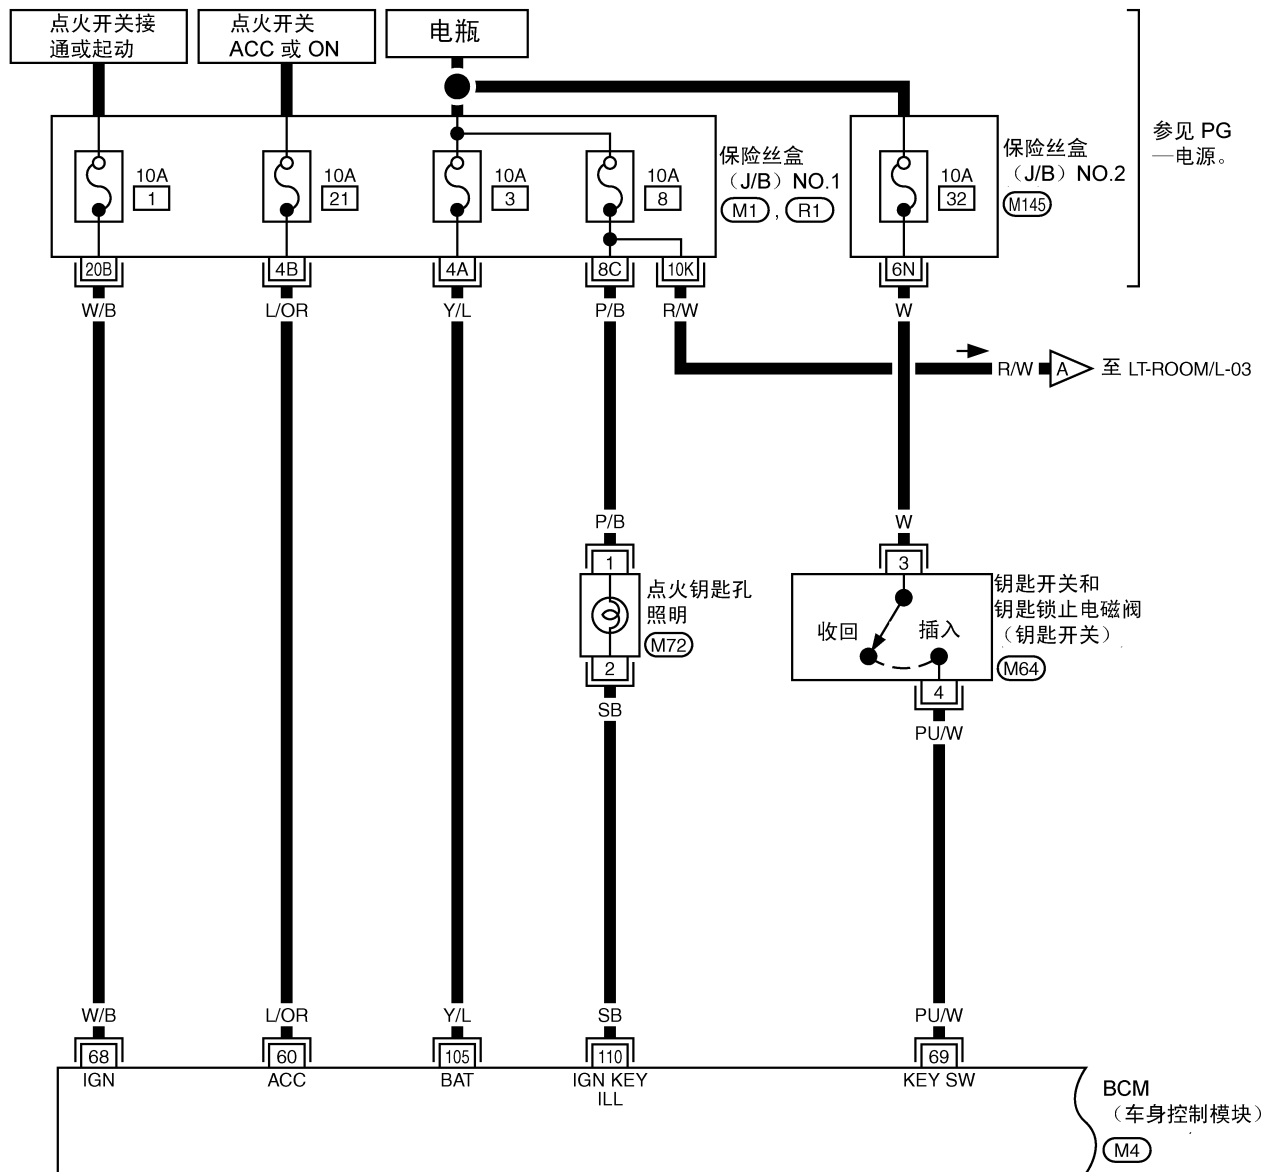 点火开关接
通或起动
点火开关
ACC 或 ON
电瓶
参见 PG
—电源。
10A
1
10A
21
10A
3
10A
8
保险丝盒
（J/B）NO.1
M1 , R1
10A
32
保险丝盒
（J/B）NO.2
M145
20B
4B
4A
8C
10K
6N
W/B
L/OR
Y/L
P/B
R/W
W
R/W
A
至 LT-ROOM/L-03
P/B
W
1
3
点火钥匙孔
照明
M72
收回
插入
钥匙开关和
钥匙锁止电磁阀
（钥匙开关）
M64
2
4
SB
PU/W
W/B
L/OR
Y/L
SB
PU/W
68
60
105
110
69
IGN
ACC
BAT
IGN KEY
ILL
KEY SW
BCM
（车身控制模块）
M4